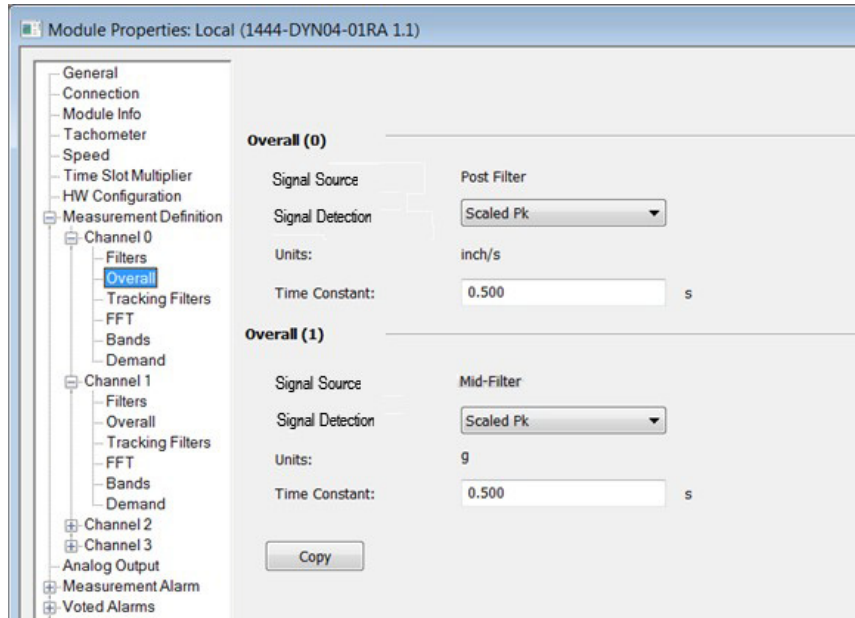 Module Properties: Local (1444-DYN04-01RA 1.1)
General
Connection
Module Info
Tachometer
Speed
Time Slot Multiplier
HW Configuration
Measurement Definition
Channel 0
Filters
Overall
Tracking Filters
FFT
Bands
Demand
Channel 1
Filters
Overall
Tracking Filters
FFT
Bands
Demand
Channel 2
Channel 3
Analog Output
Measurement Alarm
Voted Alarms
Overall (0)
Signal Source Post Filter
Signal Detection Scaled Pk
Units: inch/s
Time Constant: 0.500 s
Overall (1)
Signal Source Mid-Filter
Signal Detection Scaled Pk
Units: g
Time Constant: 0.500 s
Copy